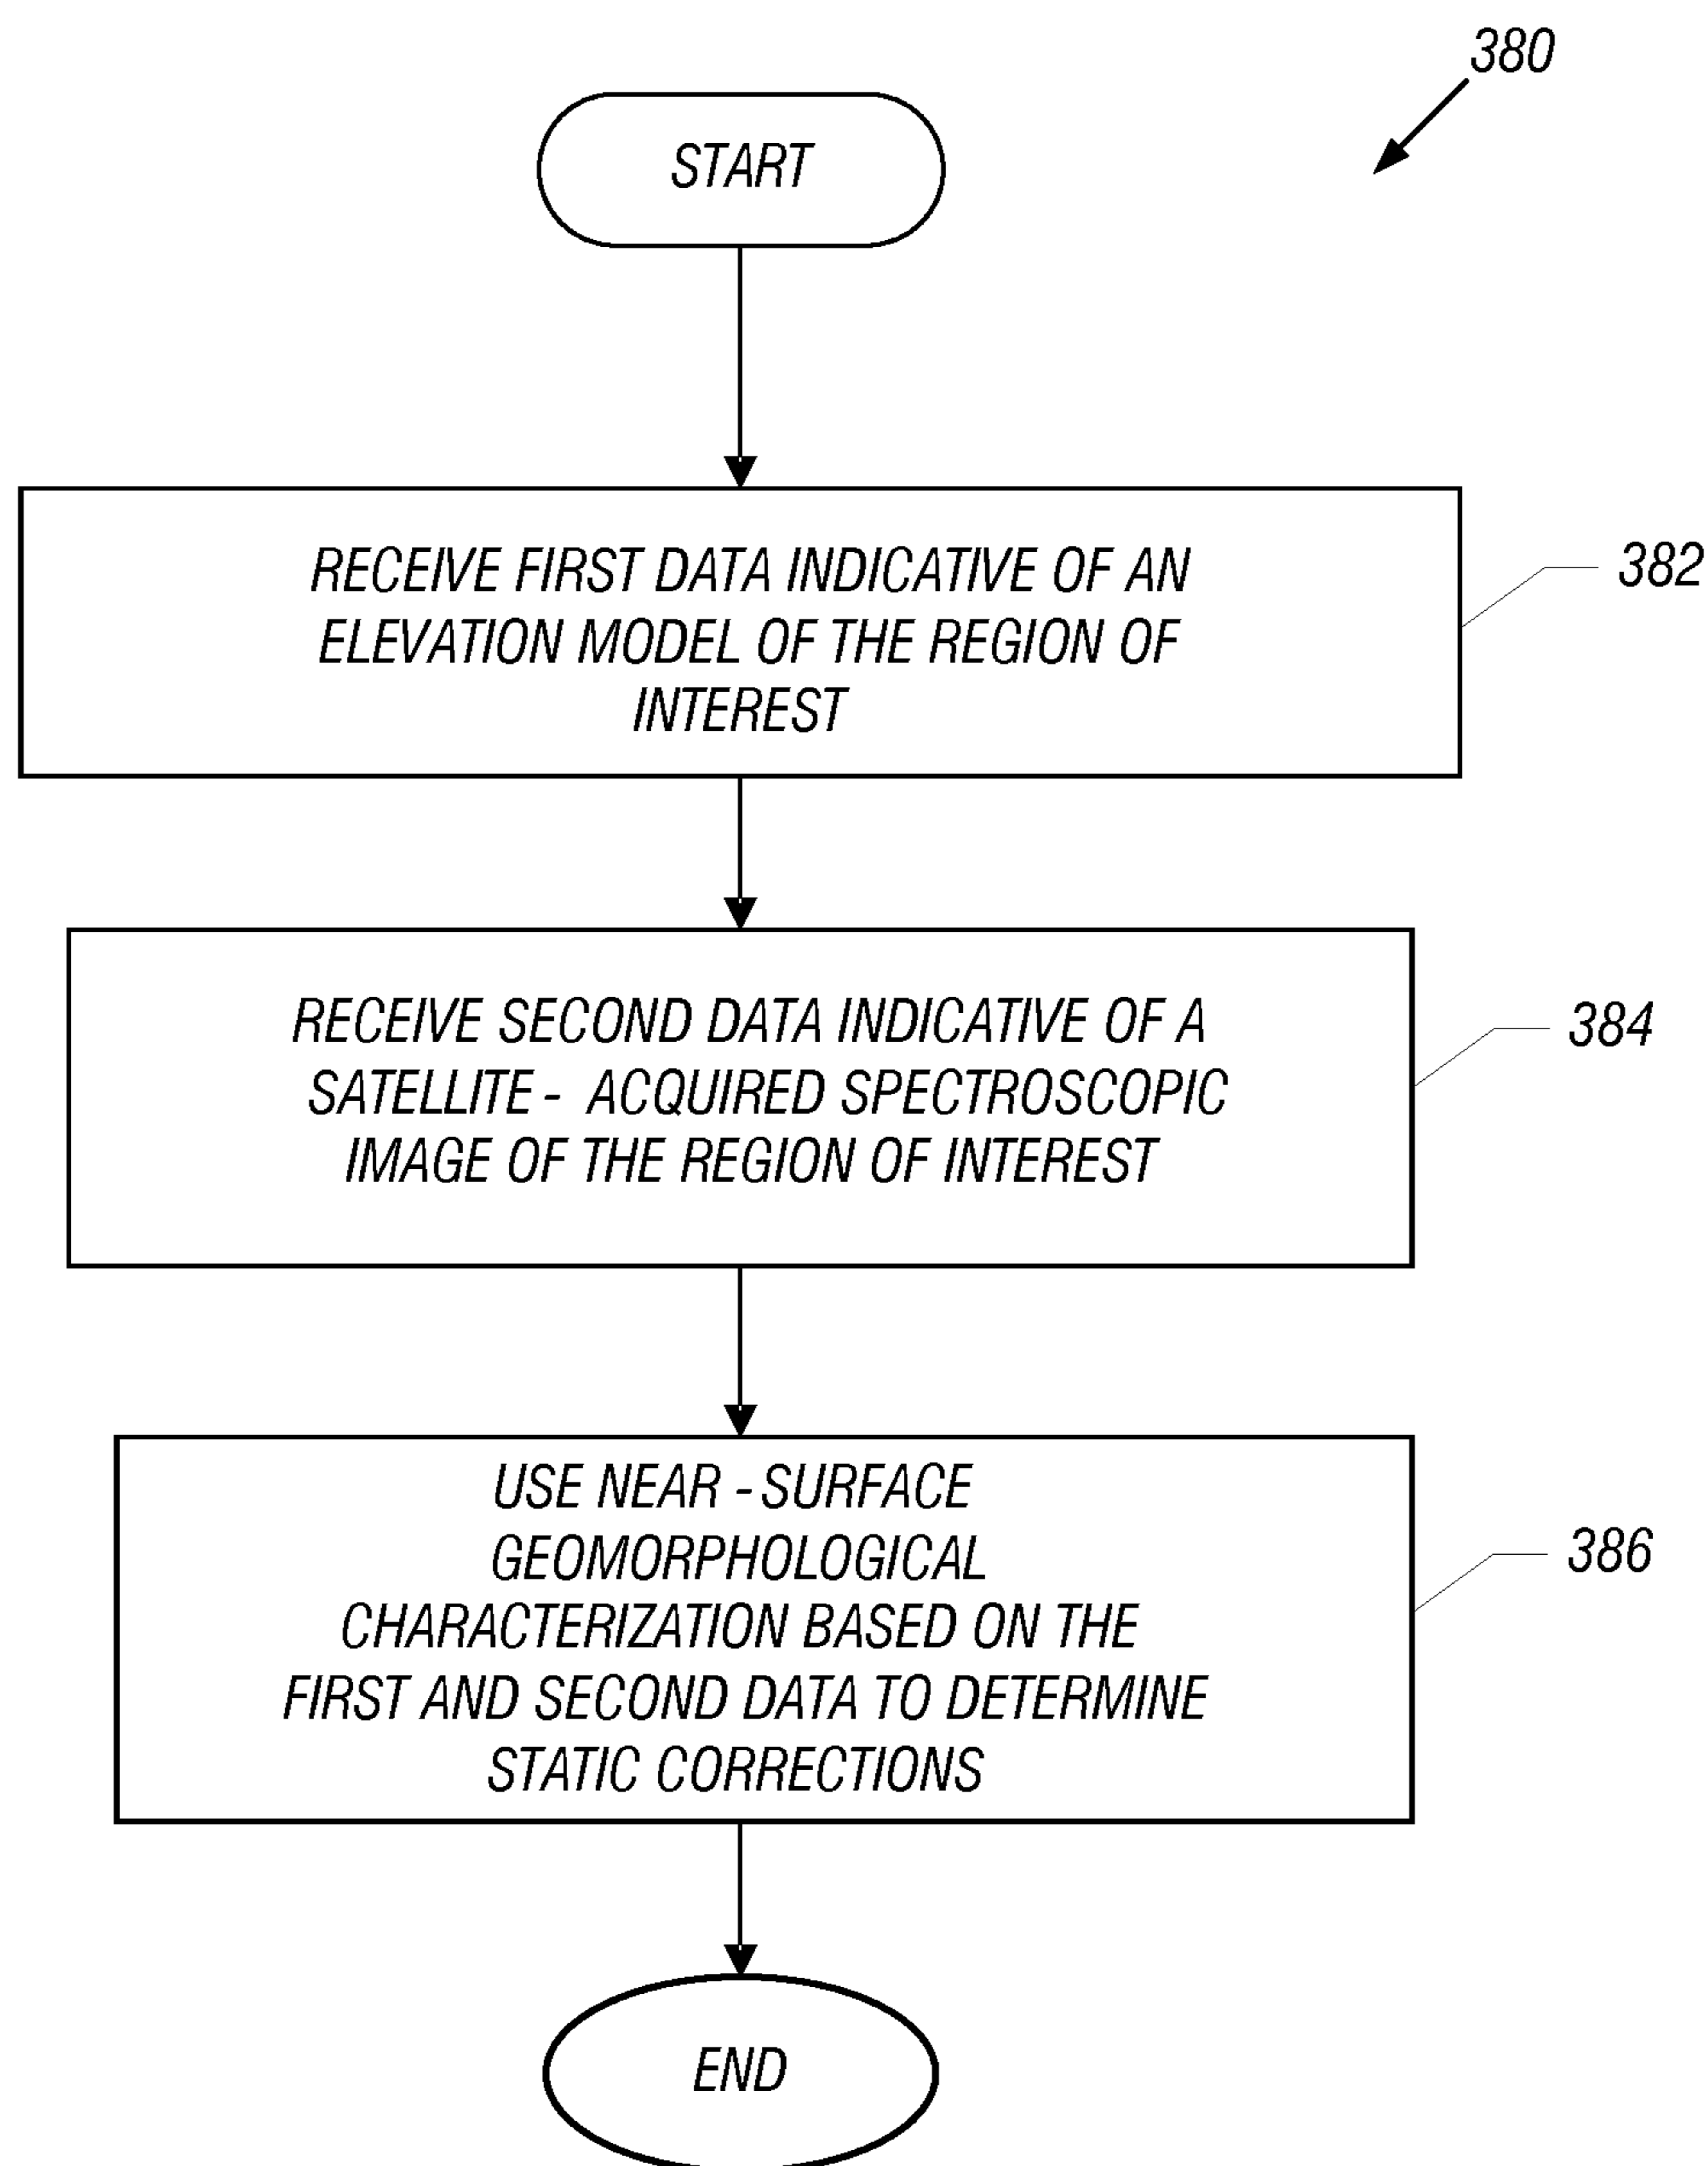 380
START
RECEIVE FIRST DATA INDICATIVE OF AN
ELEVATION MODEL OF THE REGION OF
INTEREST
382
RECEIVE SECOND DATA INDICATIVE OF A
SATELLITE - ACQUIRED SPECTROSCOPIC
IMAGE OF THE REGION OF INTEREST
384
USE NEAR - SURFACE
GEOMORPHOLOGICAL
CHARACTERIZATION BASED ON THE
FIRST AND SECOND DATA TO DETERMINE
STATIC CORRECTIONS
386
END